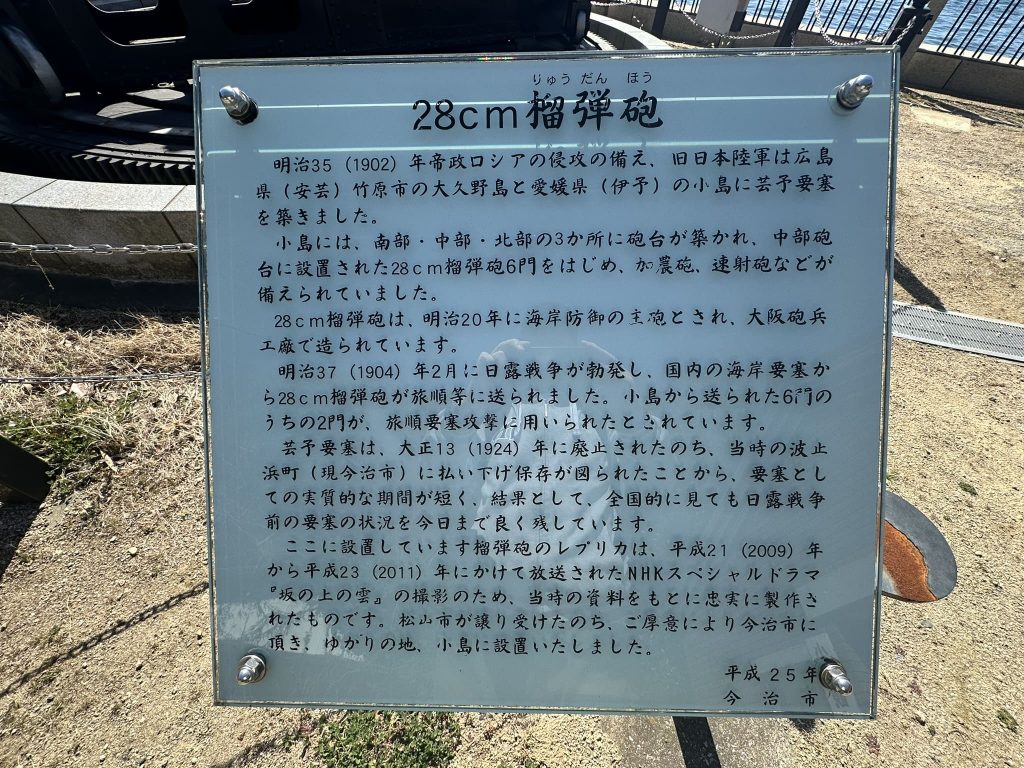 りゅう だん ほう
28cm榴弾砲
明治35（1902）年帝政ロシアの侵攻の備え、旧日本陸軍は広島
県（安芸）竹原市の大久野島と愛媛県（伊予）の小島に芸予要塞
を築きました。
小島には、南部・中部・北部の3か所に砲台が築かれ、中部砲
台に設置された28cm榴弾砲6門をはじめ、加農砲、速射砲などが
備えられていました。
28cm榴弾砲は、明治20年に海岸防御の主砲とされ、大阪砲兵
工廠で造られています。
明治37（1904）年2月に日露戦争が勃発し、国内の海岸要塞か
ら28cm榴弾砲が旅順等に送られました。小島から送られた6門の
うちの2門が、旅順要塞攻撃に用いられたとされています。
芸予要塞は、大正13（1924）年に廃止されたのち、当時の波止
浜町（現今治市）に払い下げ保存が図られたことから、要塞とし
ての実質的な期間が短く、結果として、全国的に見ても日露戦争
前の要塞の状況を今日まで良く残しています。
ここに設置しています榴弾砲のレプリカは、平成21（2009）年
から平成23（2011）年にかけて放送されたNHKスペシャルドラマ
『坂の上の雲』の撮影のため、当時の資料をもとに忠実に製作さ
れたものです。松山市が譲り受けたのち、ご厚意により今治市に
頂き、ゆかりの地、小島に設置いたしました。
平成25年
今治市